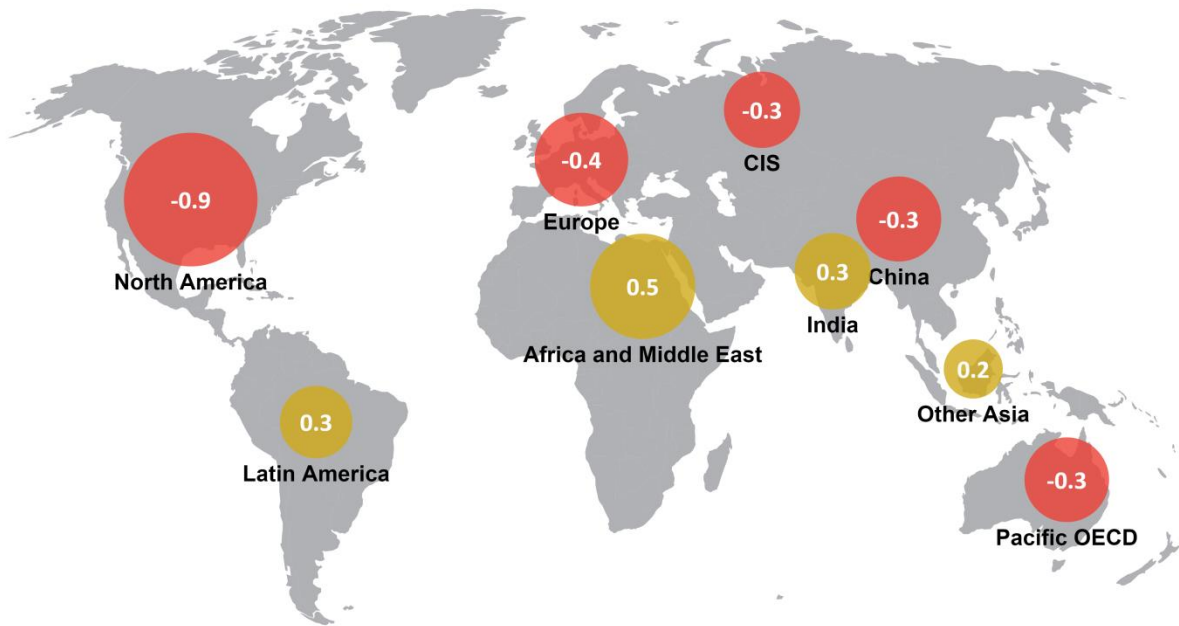 -0.3
CIS
-0.4
Europe
-0.9
North America
-0.3
China
0.3
India
0.5
Africa and Middle East
0.2
Other Asia
0.3
Latin America
-0.3
Pacific OECD